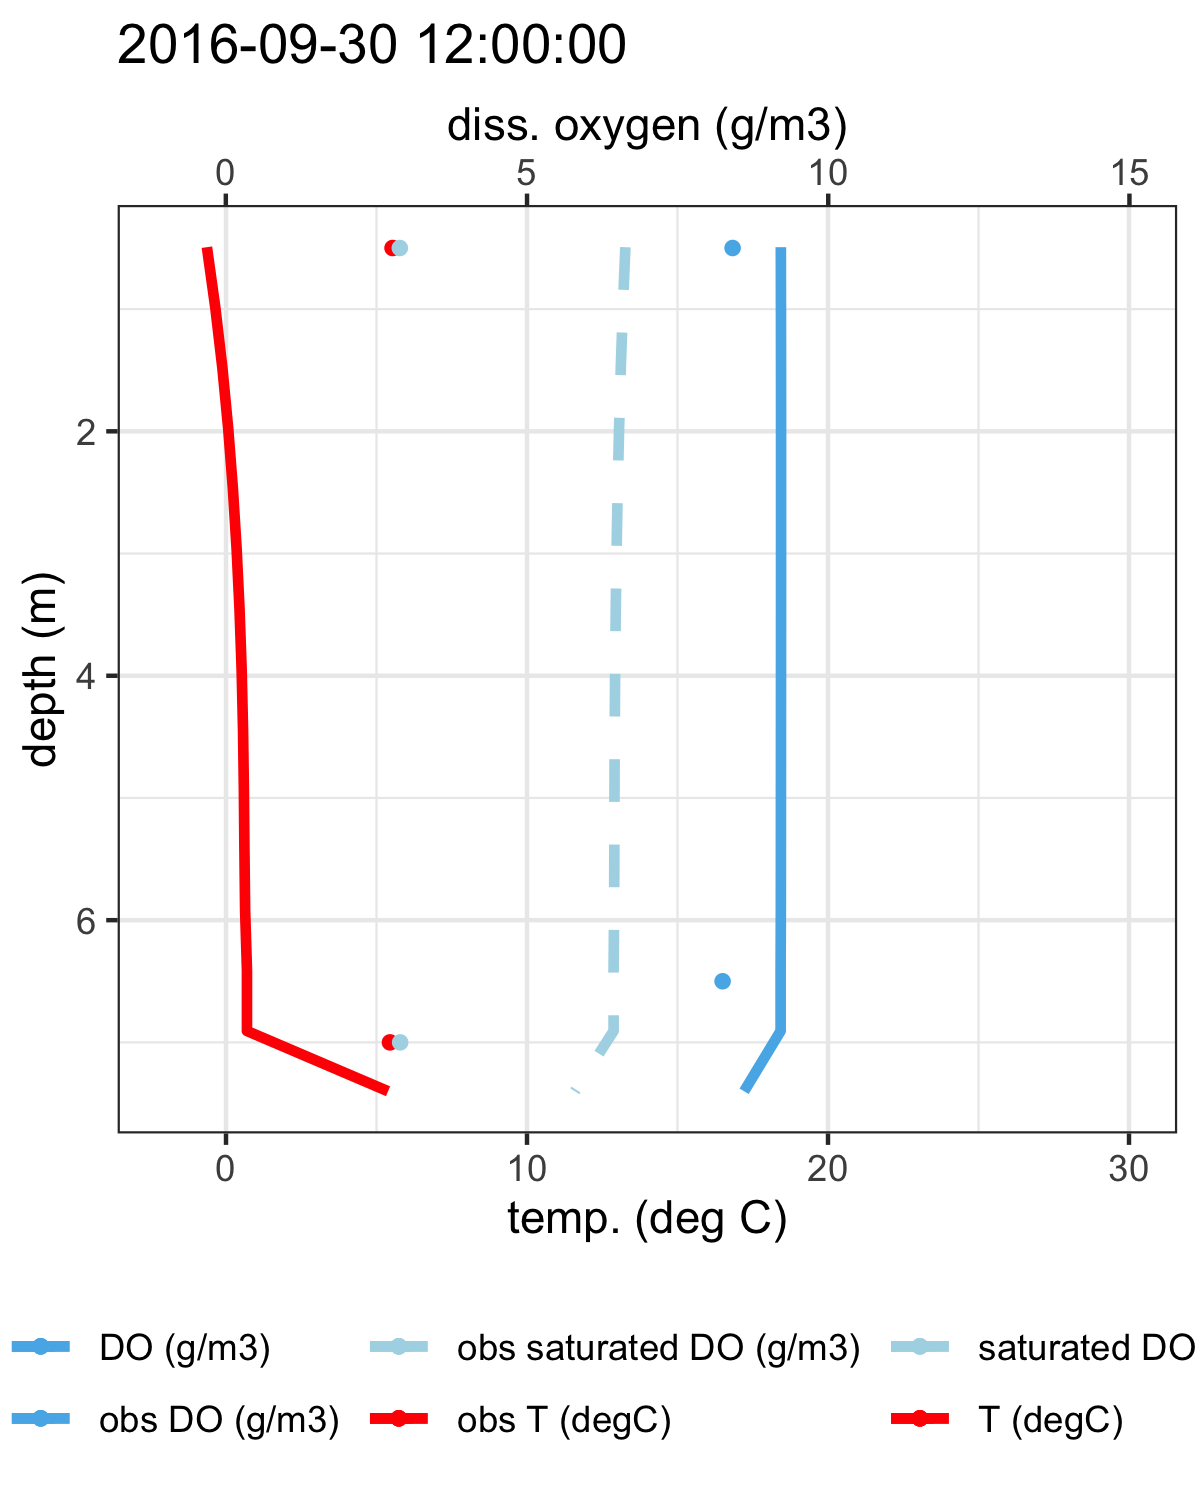 2016-09-30 12:00:00
diss. oxygen (g/m3)
0 5 10 15
depth (m)
2
4
6
0 10 20 30
temp. (deg C)
DO (g/m3) obs saturated DO (g/m3) saturated DO
obs DO (g/m3) obs T (degC) T (degC)